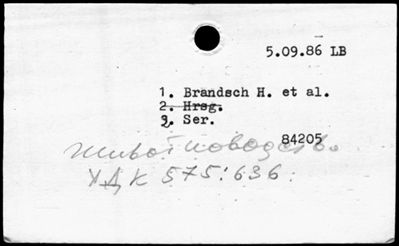 5.09.86 LB
1. Brandsch H. et al.
2. Hrsg.
3. Ser.
84205
животноводство.
УДК 575:636.